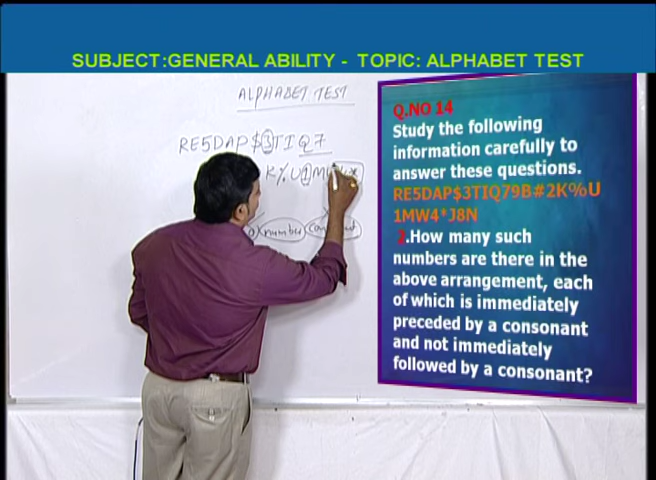 SUBJECT:GENERAL ABILITY - TOPIC: ALPHABET TEST
ALPHABET TEST
RE5DAP$3TIQ7
K%U1M
number
Q.NO 14
Study the following
information carefully to
answer these questions.
RE5DAP$3TIQ79B#2K%U
1MW4*J8N
2.How many such
numbers are there in the
above arrangement, each
of which is immediately
preceded by a consonant
and not immediately
followed by a consonant?